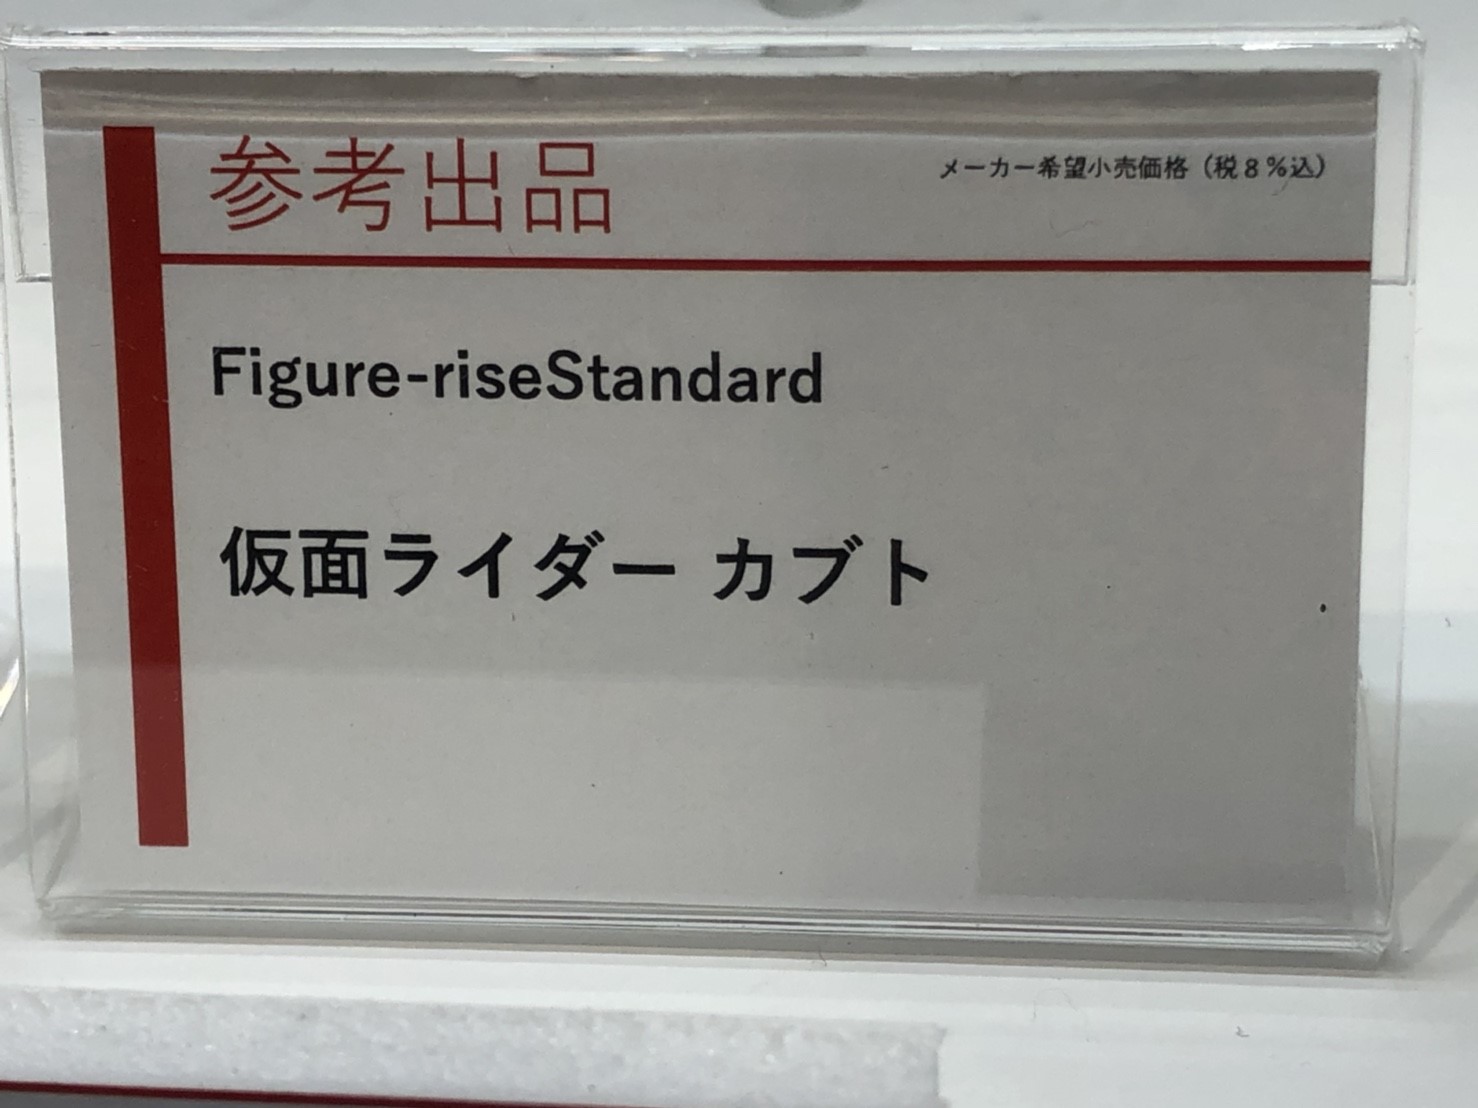 参考出品
メーカー希望小売価格（税８％込）
Figure-riseStandard
仮面ライダー カブト